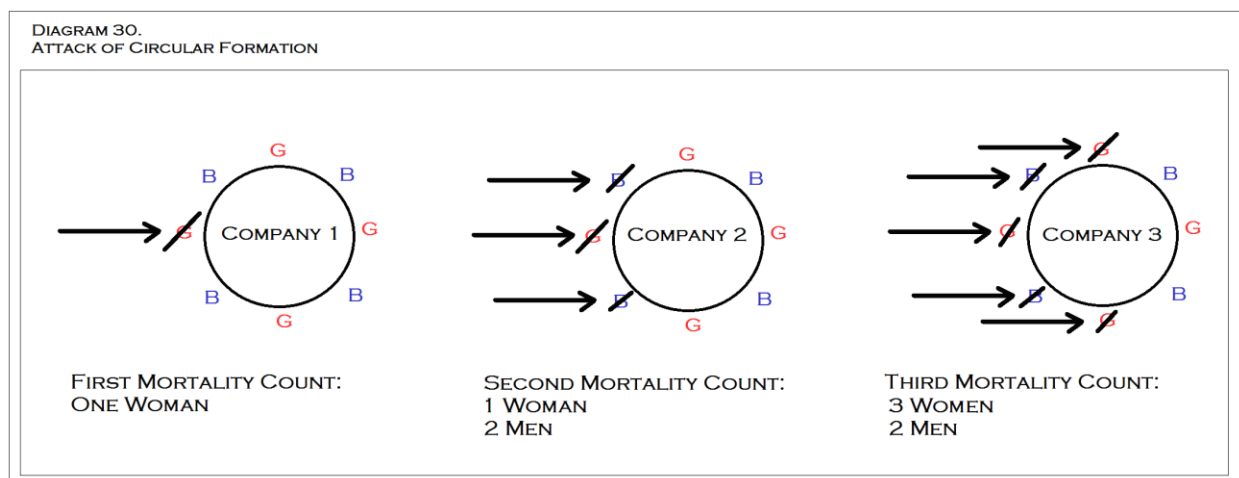 Diagram 30.
Attack of Circular Formation
G
B
B
G
Company 1
G
B
B
G
First Mortality Count:
One Woman
G
B
B
G
Company 2
G
B
B
G
Second Mortality Count:
1 Woman
2 Men
G
B
B
G
Company 3
G
B
B
G
Third Mortality Count:
3 Women
2 Men